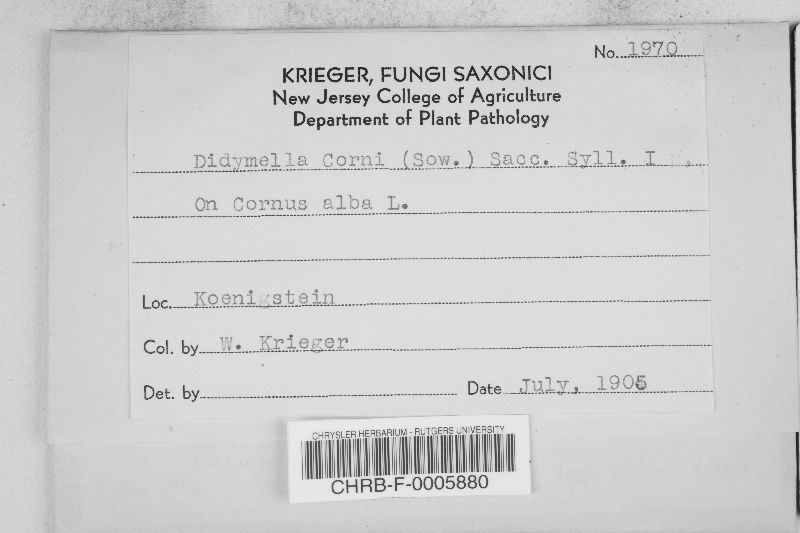 No. 1970
KRIEGER, FUNGI SAXONICI
New Jersey College of Agriculture
Department of Plant Pathology
Didymella Corni (Sow.) Sacc. Syll. I
On Cornus alba L.
Loc. Koenigstein
Col. by W. Krieger
Det. by
Date July, 1905
CHRYSLER HERBARIUM - RUTGERS UNIVERSITY
CHRB-F-0005880